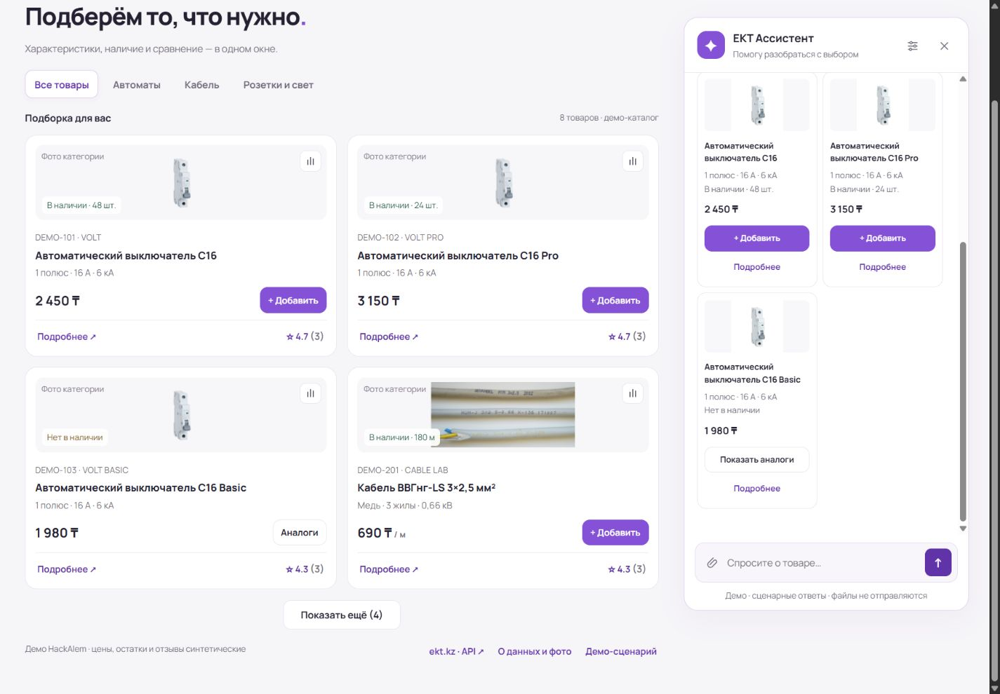 Подберём то, что нужно.
Характеристики, наличие и сравнение — в одном окне.
Все товары
Автоматы
Кабель
Розетки и свет
Подборка для вас
8 товаров · демо-каталог
Фото категории
В наличии · 48 шт.
DEMO-101 · VOLT
Автоматический выключатель C16
1 полюс · 16 А · 6 кА
2 450 ₸
+ Добавить
Подробнее ↗
☆ 4.7 (3)
Фото категории
В наличии · 24 шт.
DEMO-102 · VOLT PRO
Автоматический выключатель C16 Pro
1 полюс · 16 А · 6 кА
3 150 ₸
+ Добавить
Подробнее ↗
☆ 4.7 (3)
Фото категории
Нет в наличии
DEMO-103 · VOLT BASIC
Автоматический выключатель C16 Basic
1 полюс · 16 А · 6 кА
1 980 ₸
Аналоги
Подробнее ↗
☆ 4.3 (3)
Фото категории
В наличии · 180 м
DEMO-201 · CABLE LAB
Кабель ВВГнг-LS 3×2,5 мм²
Медь · 3 жилы · 0,66 кВ
690 ₸ / м
+ Добавить
Подробнее ↗
☆ 4.3 (3)
Показать ещё (4)
Демо HackAlem · цены, остатки и отзывы синтетические
ekt.kz · API ↗
О данных и фото
Демо-сценарий
ЕКТ Ассистент
Помогу разобраться с выбором
Автоматический
выключатель C16
1 полюс · 16 А · 6 кА
В наличии · 48 шт.
2 450 ₸
+ Добавить
Подробнее
Автоматический
выключатель C16 Pro
1 полюс · 16 А · 6 кА
В наличии · 24 шт.
3 150 ₸
+ Добавить
Подробнее
Автоматический
выключатель C16 Basic
1 полюс · 16 А · 6 кА
Нет в наличии
1 980 ₸
Показать аналоги
Подробнее
Спросите о товаре...
Демо · сценарные ответы · файлы не отправляются